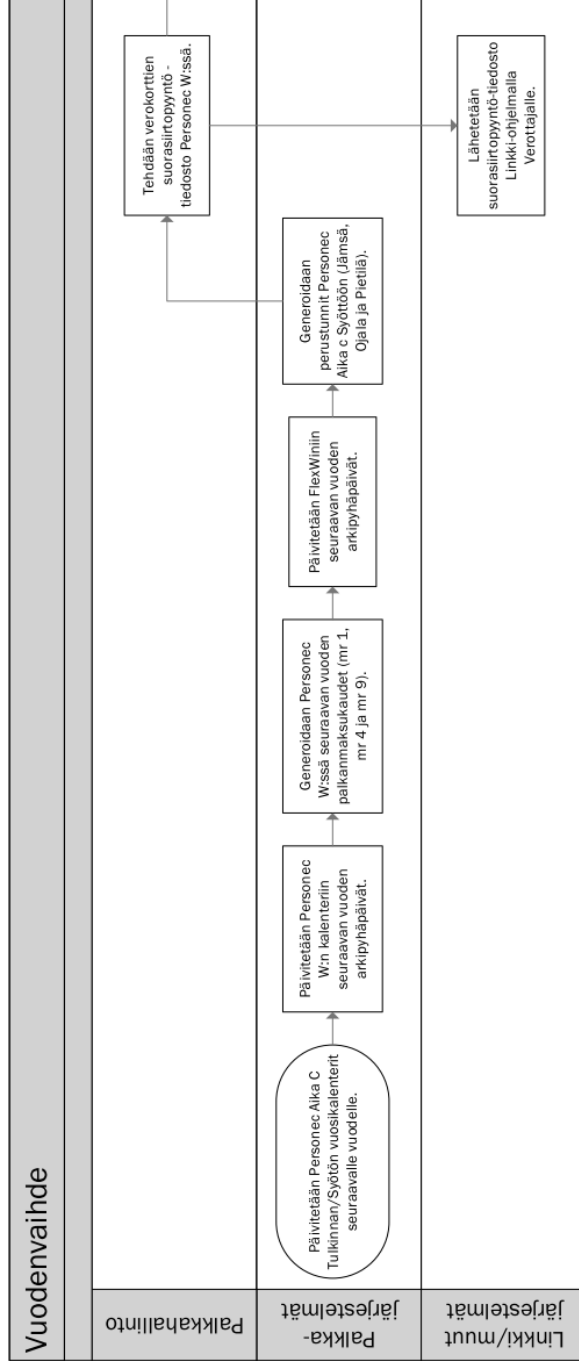 Vuodenvaihde
Palkkahallinto
Tehdään verokorttien
suorasiirtopyyntö -
tiedosto Personec W:ssä.
Palkka-
järjestelmät
Päivitetään Personec Aika C
Tulkinnan/Syötön vuosikalenterit
seuraavalle vuodelle.
Päivitetään Personec
W:n kalenteriin
seuraavan vuoden
arkipyhäpäivät.
Generoidaan Personec
W:ssä seuraavan vuoden
palkanmaksukaudet (mr 1,
mr 4 ja mr 9).
Päivitetään FlexWiniin
seuraavan vuoden
arkipyhäpäivät.
Generoidaan
perustunnit Personec
Aika c Syöttöön (Jämsä,
Ojala ja Pietilä).
Linkki/muut
järjestelmät
Lähetetään
suorasiirtopyyntö-tiedosto
Linkki-ohjelmalla
Verottajalle.